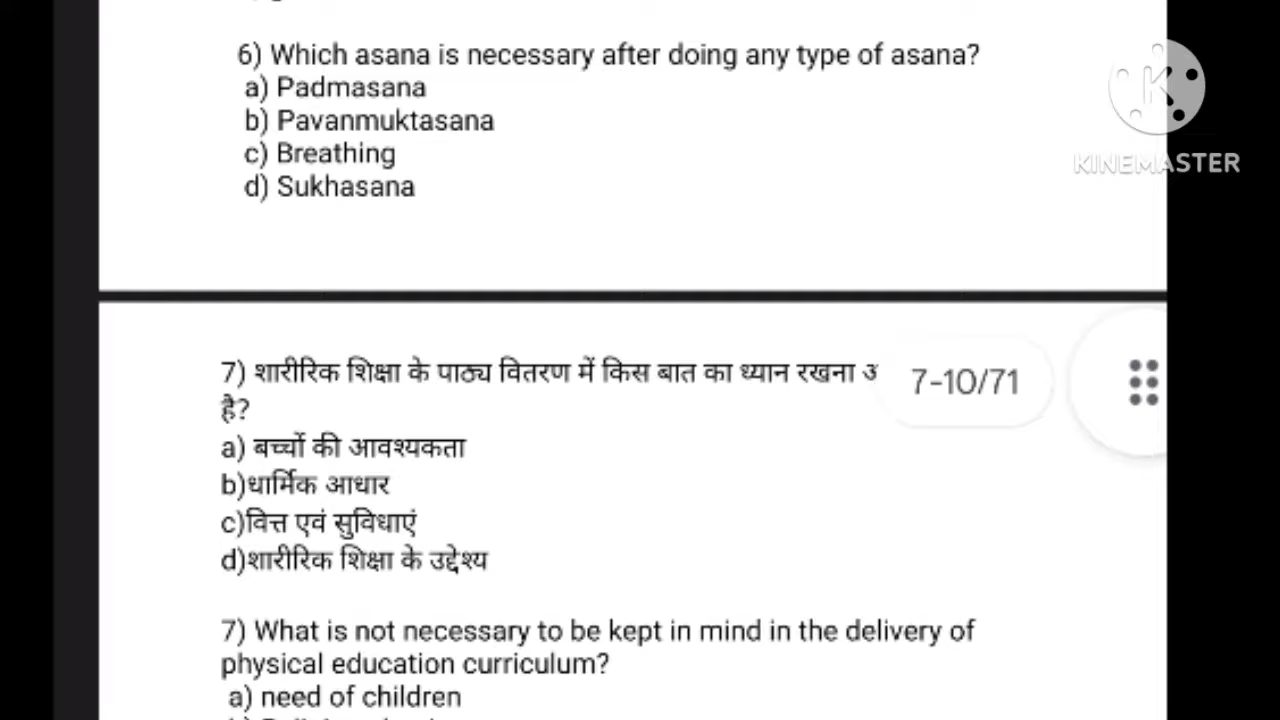 6) Which asana is necessary after doing any type of asana?
a) Padmasana
b) Pavanmuktasana
c) Breathing
d) Sukhasana
KINEMASTER
7) शारीरिक शिक्षा के पाठ्य वितरण में किस बात का ध्यान रखना
7-10/71
है?
a) बच्चों की आवश्यकता
b)धार्मिक आधार
c)वित्त एवं सुविधाएं
d)शारीरिक शिक्षा के उद्देश्य
7) What is not necessary to be kept in mind in the delivery of
physical education curriculum?
a) need of children